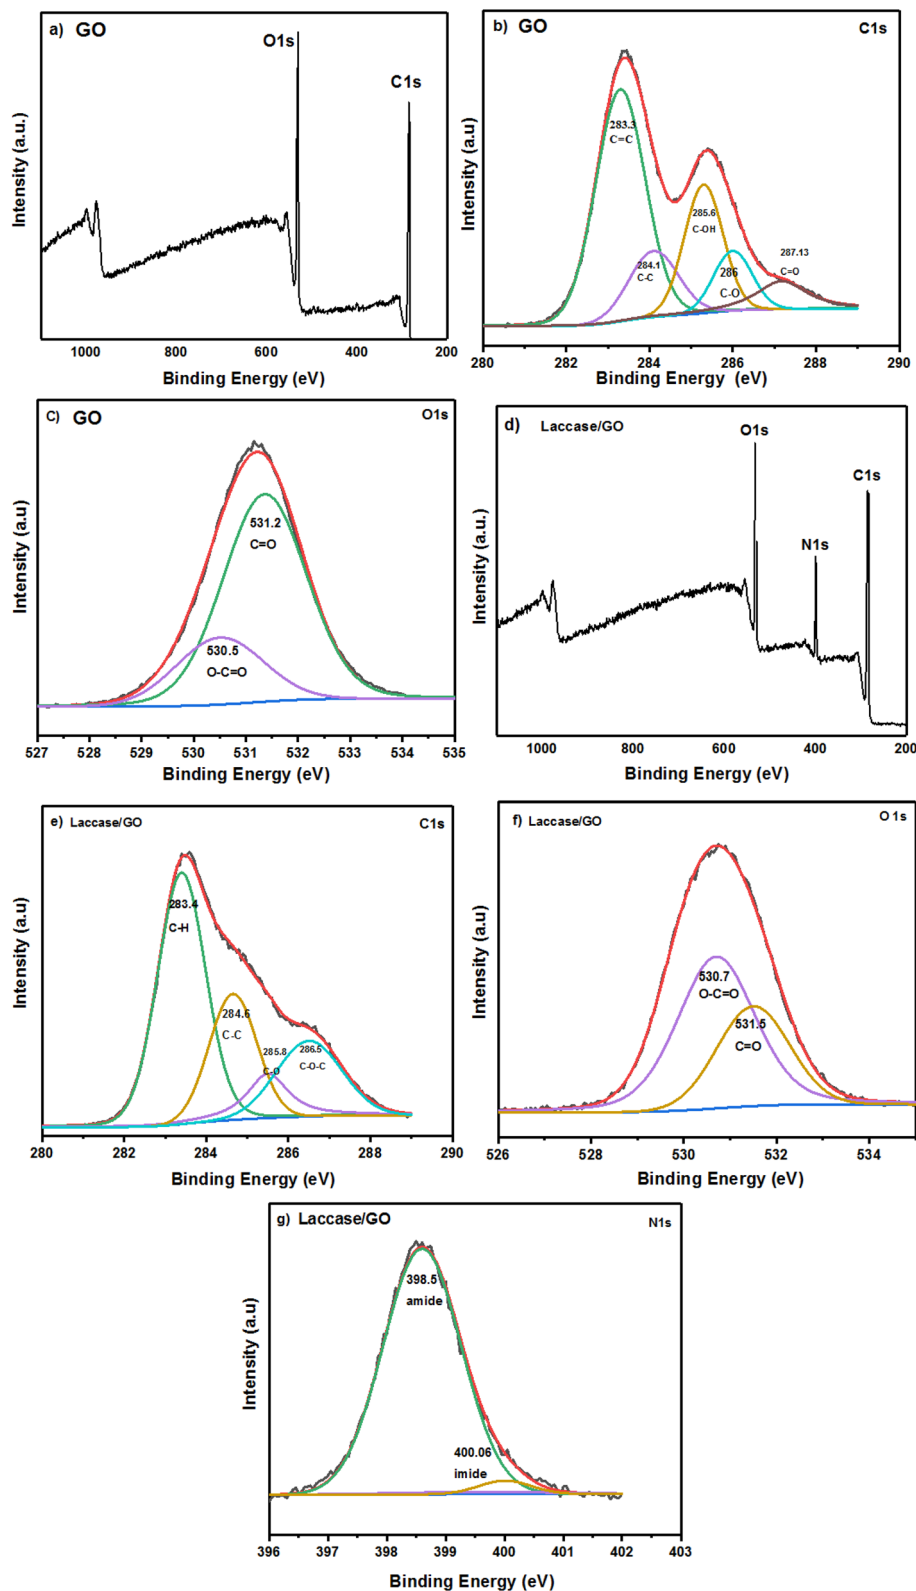 a) GO
O1s
C1s
Intensity (a.u.)
1000 800 600 400 200
Binding Energy (eV)
b) GO
C1s
283.3
C=C
285.6
C-OH
287.13
C=O
284.1
C-C
286
C-O
Intensity (a.u)
280 282 284 286 288 290
Binding Energy (eV)
C) GO
O1s
531.2
C=O
530.5
O-C=O
Intensity (a.u)
527 528 529 530 531 532 533 534 535
Binding Energy (eV)
d) Laccase/GO
O1s
C1s
N1s
Intensity (a.u.)
1000 800 600 400 200
Binding Energy (eV)
e) Laccase/GO
C1s
283.4
C-H
284.6
C-C
285.8
C-O
286.5
C-O-C
Intensity (a.u)
280 282 284 286 288 290
Binding Energy (eV)
f) Laccase/GO
O 1s
530.7
O-C=O
531.5
C=O
Intensity (a.u)
526 528 530 532 534
Binding Energy (eV)
g) Laccase/GO
N1s
398.5
amide
400.06
imide
Intensity (a.u)
396 397 398 399 400 401 402 403
Binding Energy (eV)